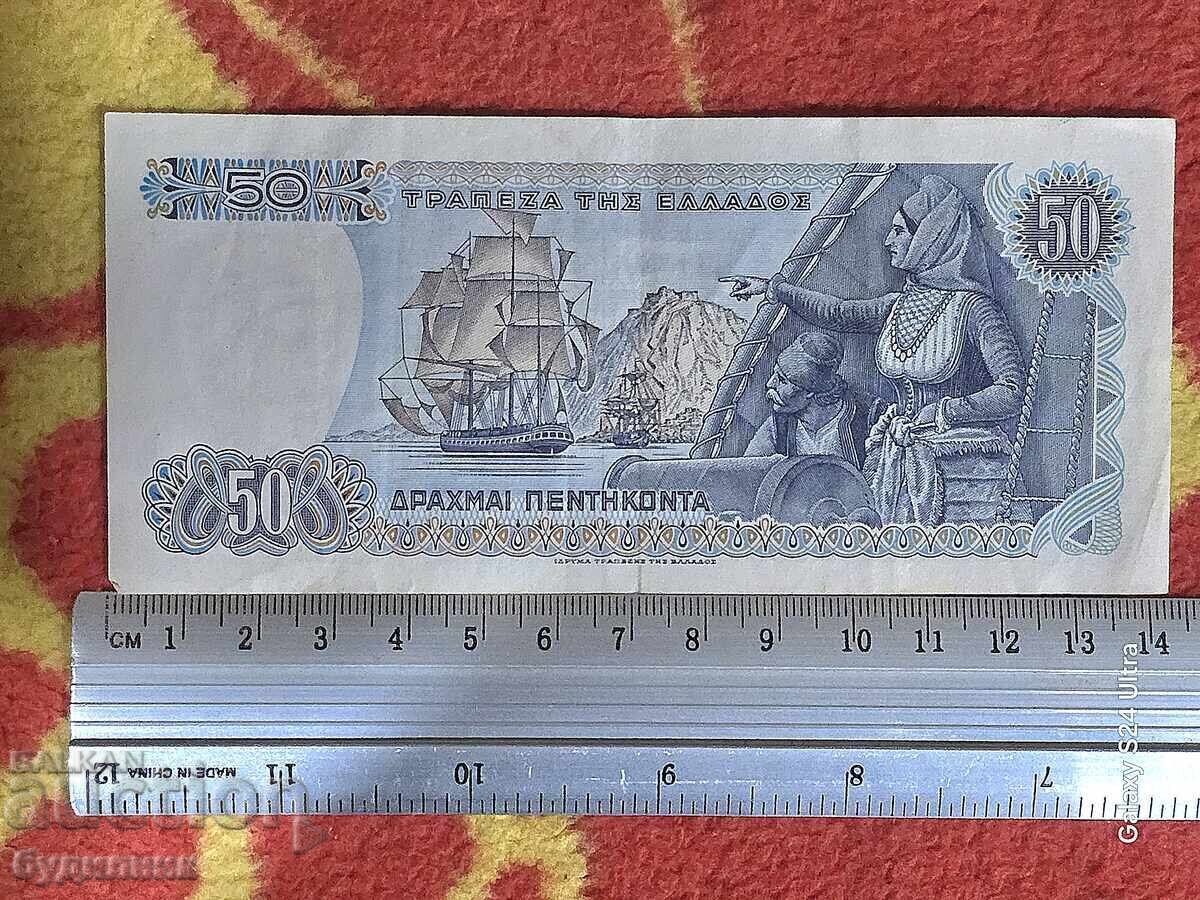 50
ΤΡΑΠΕΖΑ ΤΗΣ ΕΛΛΑΔΟΣ
50
50
ΔΡΑΧΜΑΙ ΠΕΝΤΗΚΟΝΤΑ
ΙΔΡΥΜΑ ΤΡΑΠΕΖΗΣ ΤΗΣ ΕΛΛΑΔΟΣ
CM 1 2 3 4 5 6 7 8 9 10 11 12 13 14
12 MADE IN CHINA 11 10 9 8 7
Galaxy S24 Ultra
BALKAN
auction
будилник